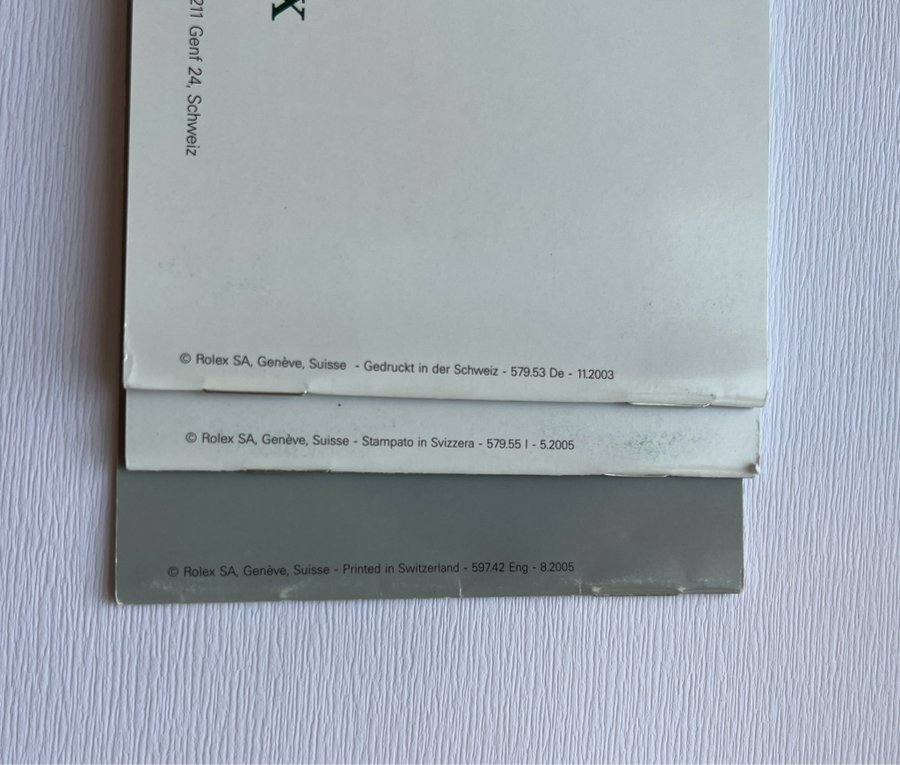 X
211 Genf 24, Schweiz
© Rolex SA, Genève, Suisse - Gedruckt in der Schweiz - 579.53 De - 11.2003
© Rolex SA, Genève, Suisse - Stampato in Svizzera - 579.55 I - 5.2005
© Rolex SA, Genève, Suisse - Printed in Switzerland - 597.42 Eng - 8.2005